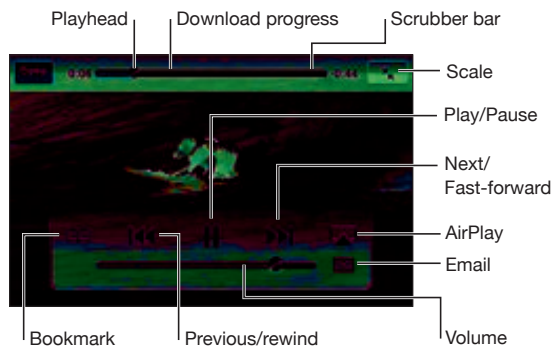 Playhead Download progress Scrubber bar
Scale
Play/Pause
Next/
Fast-forward
AirPlay
Email
Bookmark Previous/rewind Volume